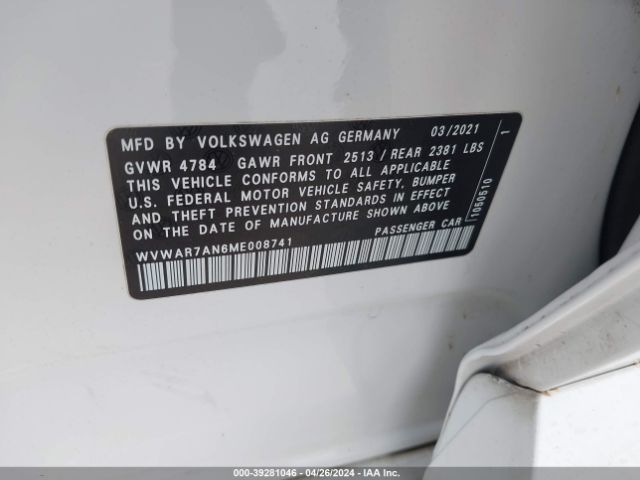 MFD BY VOLKSWAGEN AG GERMANY 03/2021
GVWR 4784 GAWR FRONT 2513 / REAR 2381 LBS
THIS VEHICLE CONFORMS TO ALL APPLICABLE
U.S. FEDERAL MOTOR VEHICLE SAFETY, BUMPER
AND THEFT PREVENTION STANDARDS IN EFFECT
ON THE DATE OF MANUFACTURE SHOWN ABOVE
WVWAR7AN6ME008741 PASSENGER CAR
1050510 1
000-39281046 - 04/26/2024 - IAA Inc.